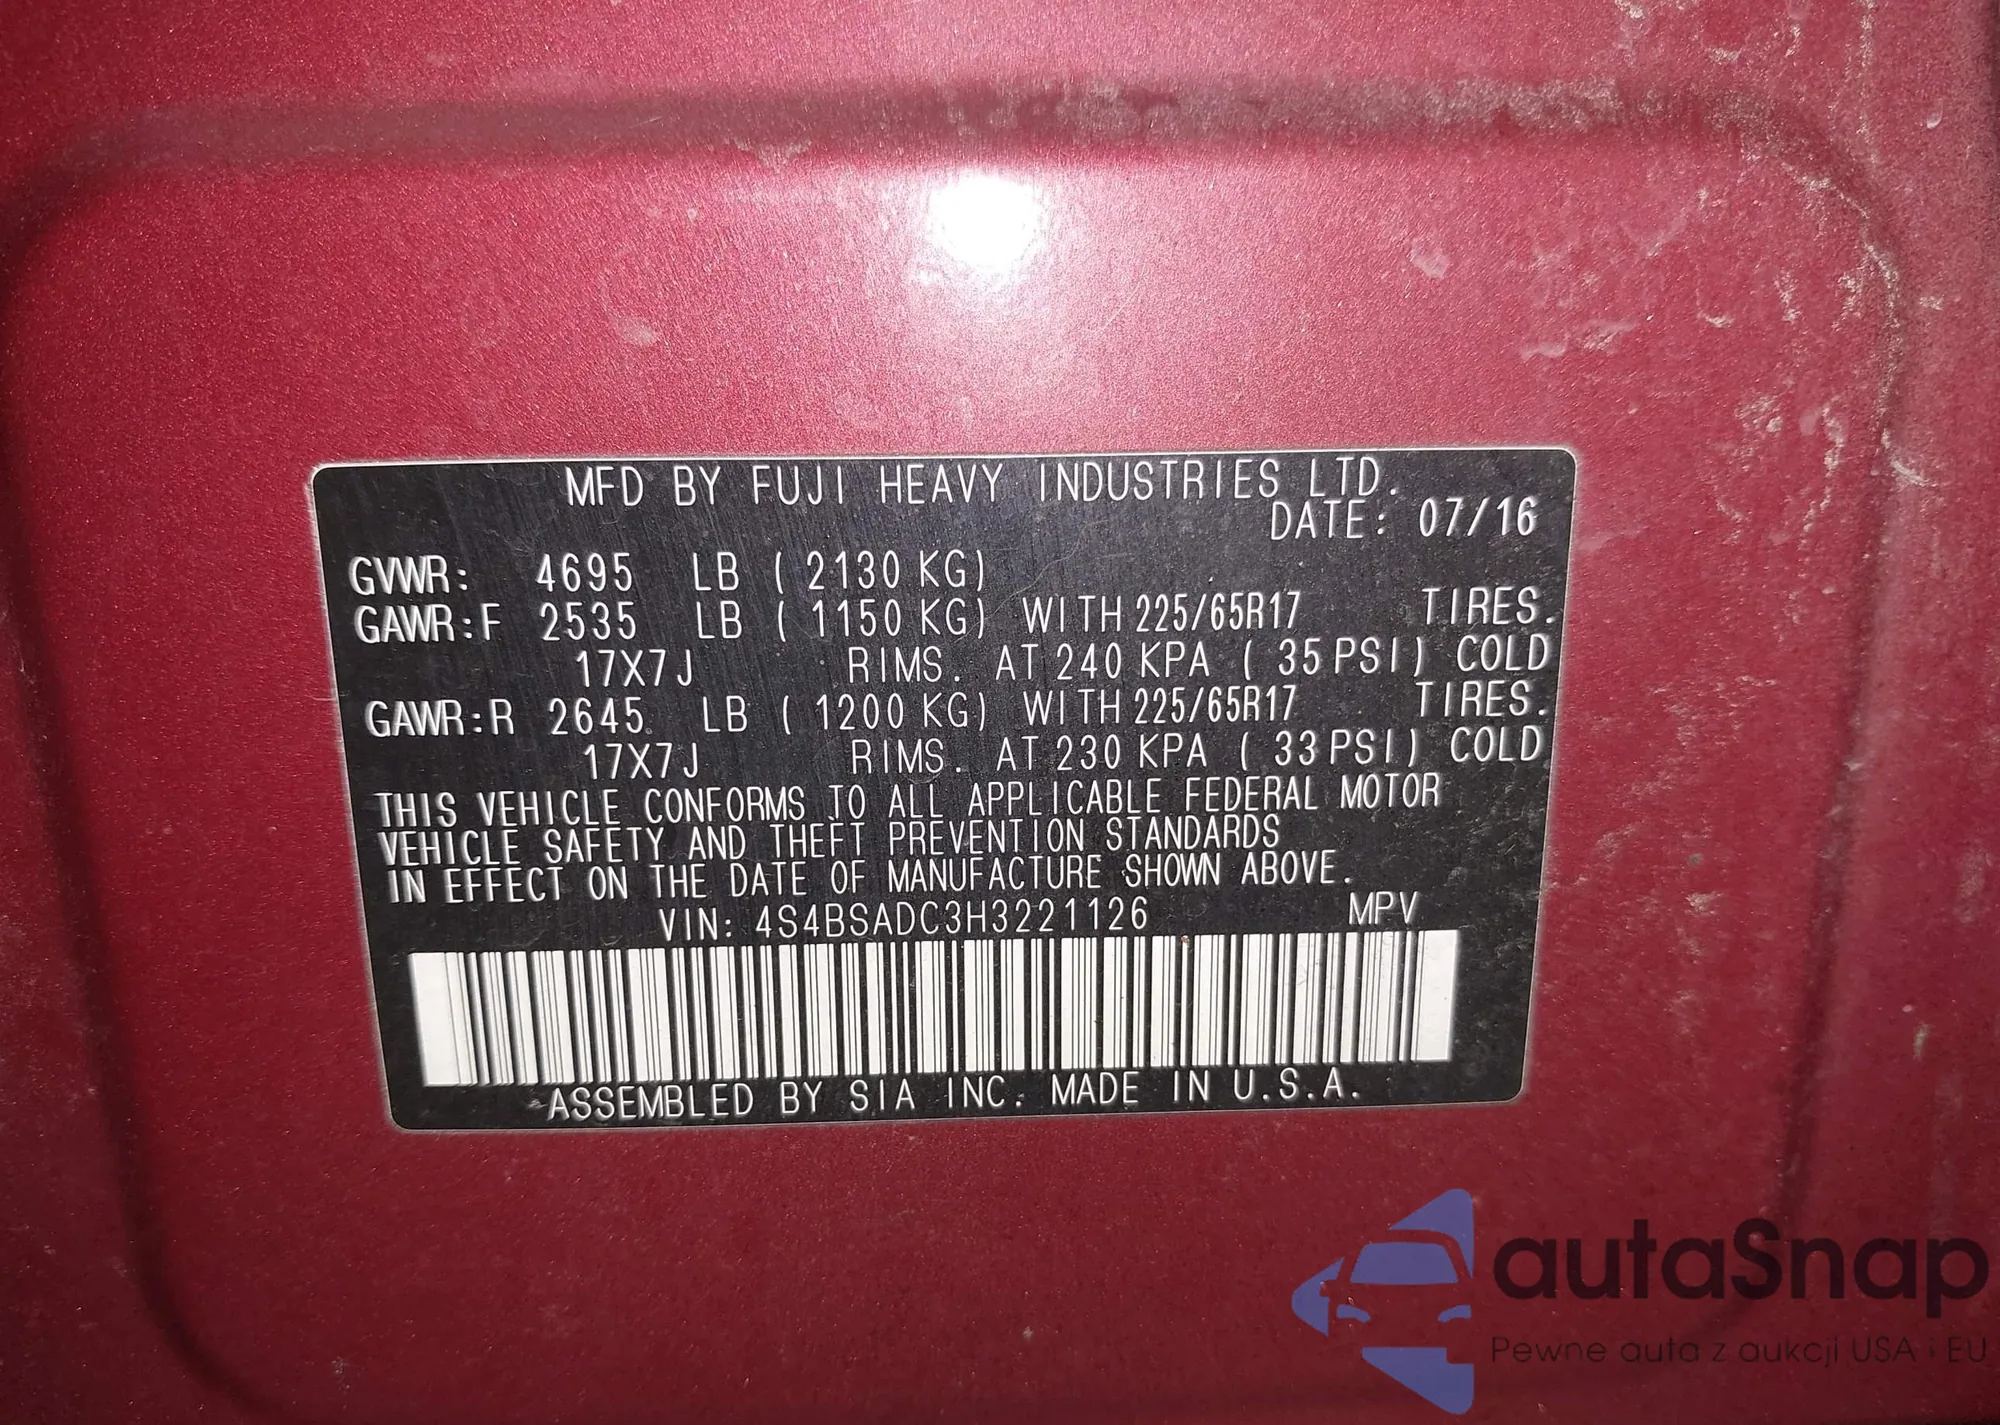 MFD BY FUJI HEAVY INDUSTRIES LTD.
DATE: 07/16
GVWR: 4695 LB ( 2130 KG)
GAWR:F 2535 LB ( 1150 KG) WITH 225/65R17 TIRES.
17X7J RIMS. AT 240 KPA ( 35 PSI) COLD
GAWR:R 2645 LB ( 1200 KG) WITH 225/65R17 TIRES.
17X7J RIMS. AT 230 KPA ( 33 PSI) COLD
THIS VEHICLE CONFORMS TO ALL APPLICABLE FEDERAL MOTOR
VEHICLE SAFETY AND THEFT PREVENTION STANDARDS
IN EFFECT ON THE DATE OF MANUFACTURE SHOWN ABOVE.
VIN: 4S4BSADC3H3221126 MPV
ASSEMBLED BY SIA INC. MADE IN U.S.A.
autaSnap
Pewne auta z aukcji USA i EU